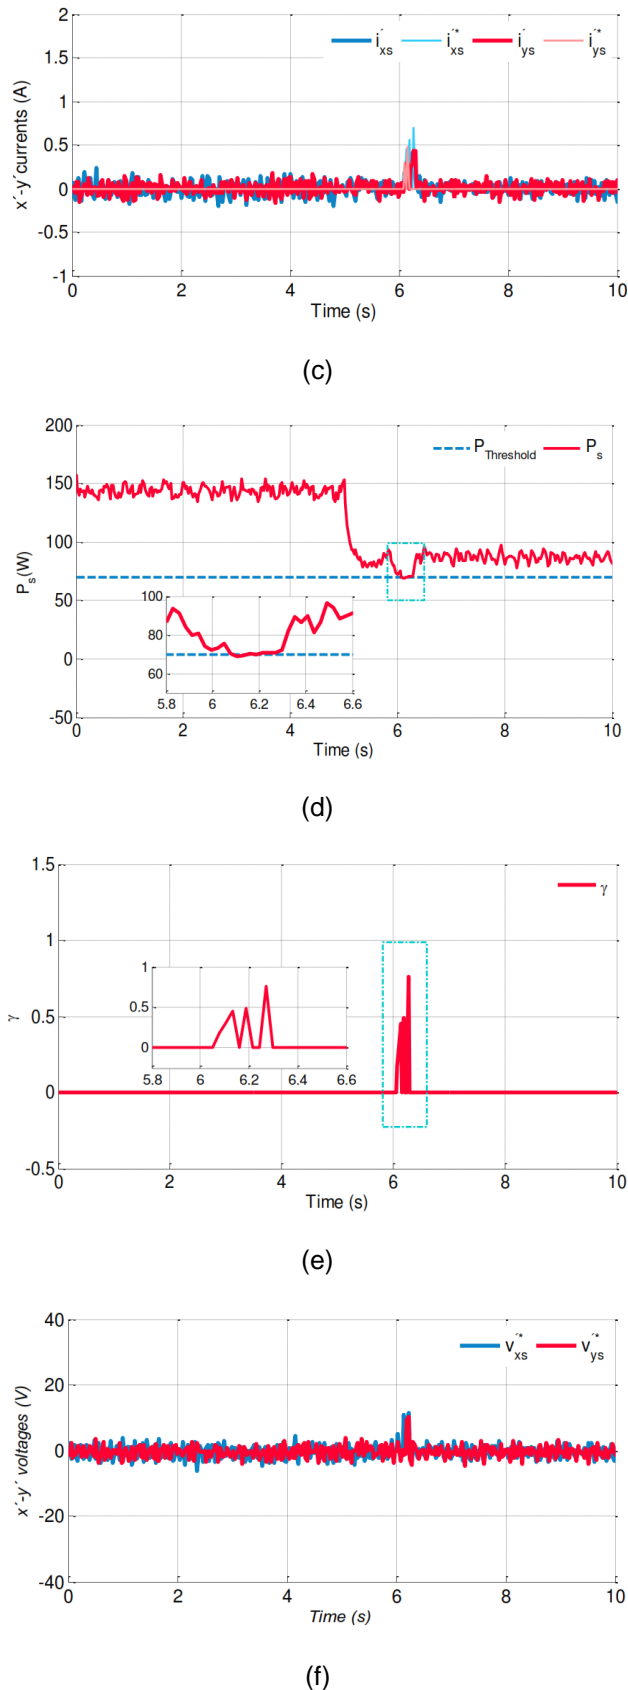 2
1.5
1
0.5
0
-0.5
-1
x´-y´ currents (A)
i´xs i´*xs i´ys i´*ys
0 2 4 6 8 10
Time (s)
(c)
200
150
100
50
0
-50
Ps(W)
PThreshold Ps
100
80
60
5.8 6 6.2 6.4 6.6
0 2 4 6 8 10
Time (s)
(d)
1.5
1
0.5
0
-0.5
γ
γ
1
0.5
0
5.8 6 6.2 6.4 6.6
0 2 4 6 8 10
Time (s)
(e)
40
20
0
-20
-40
x´-y´ voltages (V)
v´*xs v´*ys
0 2 4 6 8 10
Time (s)
(f)